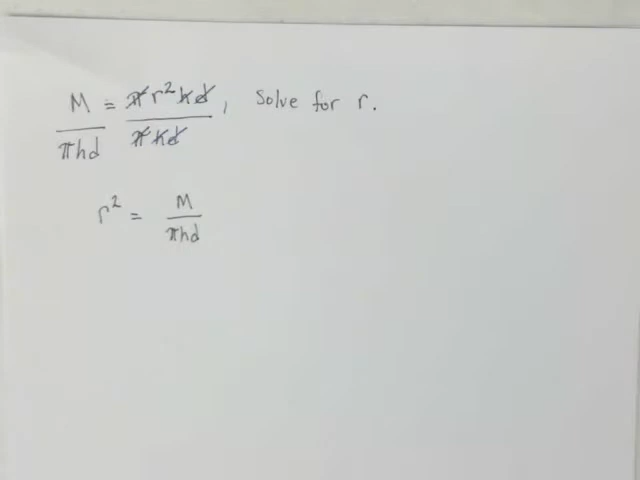 M = πr²hd, Solve for r.
πhd πhd
r² = M
πhd